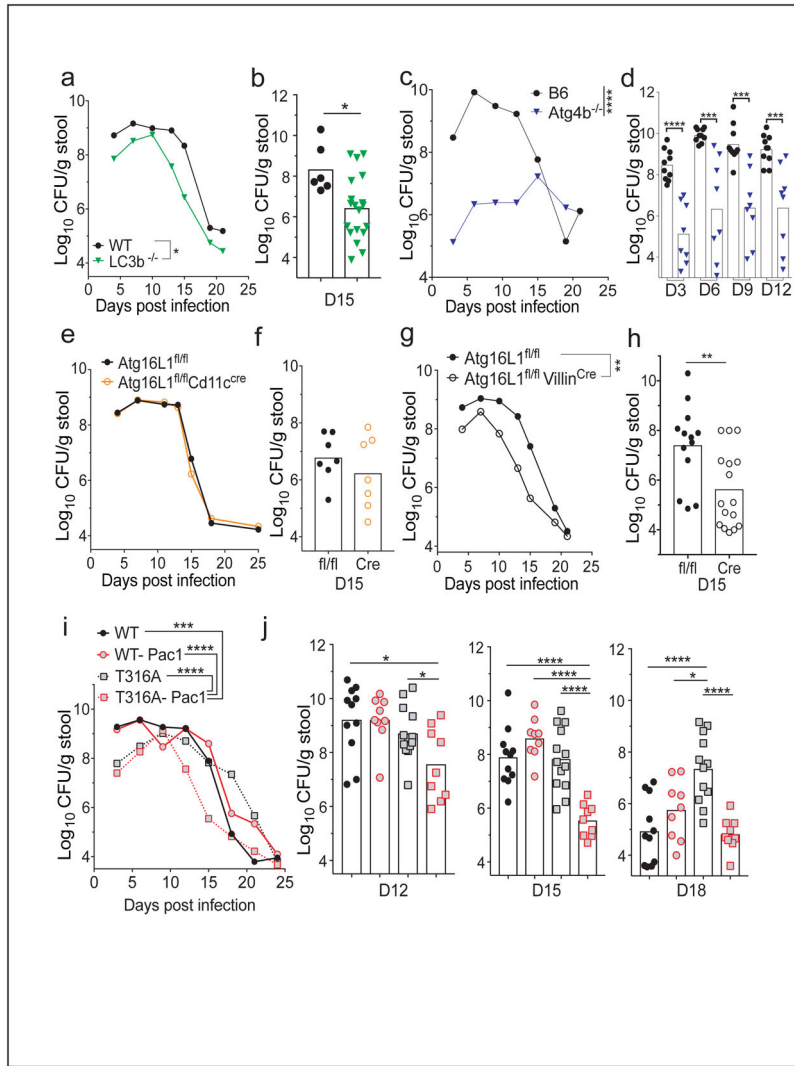 a
Log10 CFU/g stool
10
8
6
4
WT
LC3b -/-
*
0 5 10 15 20 25
Days post infection
b
Log10 CFU/g stool
12
10
8
6
4
*
D15
c
Log10 CFU/g stool
10
8
6
4
B6
Atg4b-/-
****
0 5 10 15 20 25
Days post infection
d
Log10 CFU/g stool
12.5
10.0
7.5
5.0
**** *** *** ***
D3 D6 D9 D12
e
Atg16L1fl/fl
Atg16L1fl/flCd11ccre
Log10 CFU/g stool
10
8
6
4
0 5 10 15 20 25
Days post infection
f
Log10 CFU/g stool
10
8
6
4
fl/fl Cre
D15
g
Atg16L1fl/fl
Atg16L1fl/fl VillinCre
**
Log10 CFU/g stool
10
8
6
4
0 5 10 15 20 25
Days post infection
h
Log10 CFU/g stool
10
8
6
4
**
fl/fl Cre
D15
i
WT
WT- Pac1
T316A
T316A- Pac1
***
****
****
Log10 CFU/g stool
10
8
6
4
0 5 10 15 20 25
Days post infection
j
Log10 CFU/g stool
12
10
8
6
4
*
*
D12
12
10
8
6
4
****
****
****
D15
10
8
6
4
****
*
****
D18